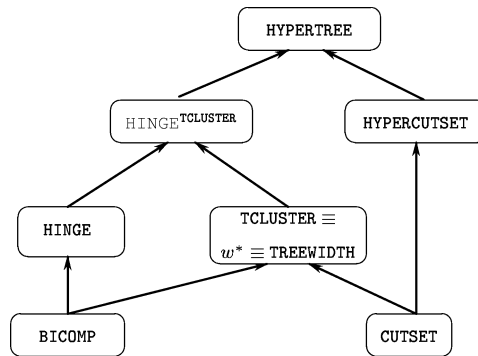 HYPERTREE
HINGE^TCLUSTER
HYPERCUTSET
HINGE
TCLUSTER ≡
w* ≡ TREEWIDTH
BICOMP
CUTSET